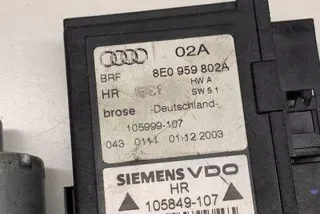 02A
BRF 8E0 959 802A
HR HW A
SW 5.1
brose -Deutschland-
105999-107
043 0111 01.12.2003
SIEMENS VDO
HR
105849-107